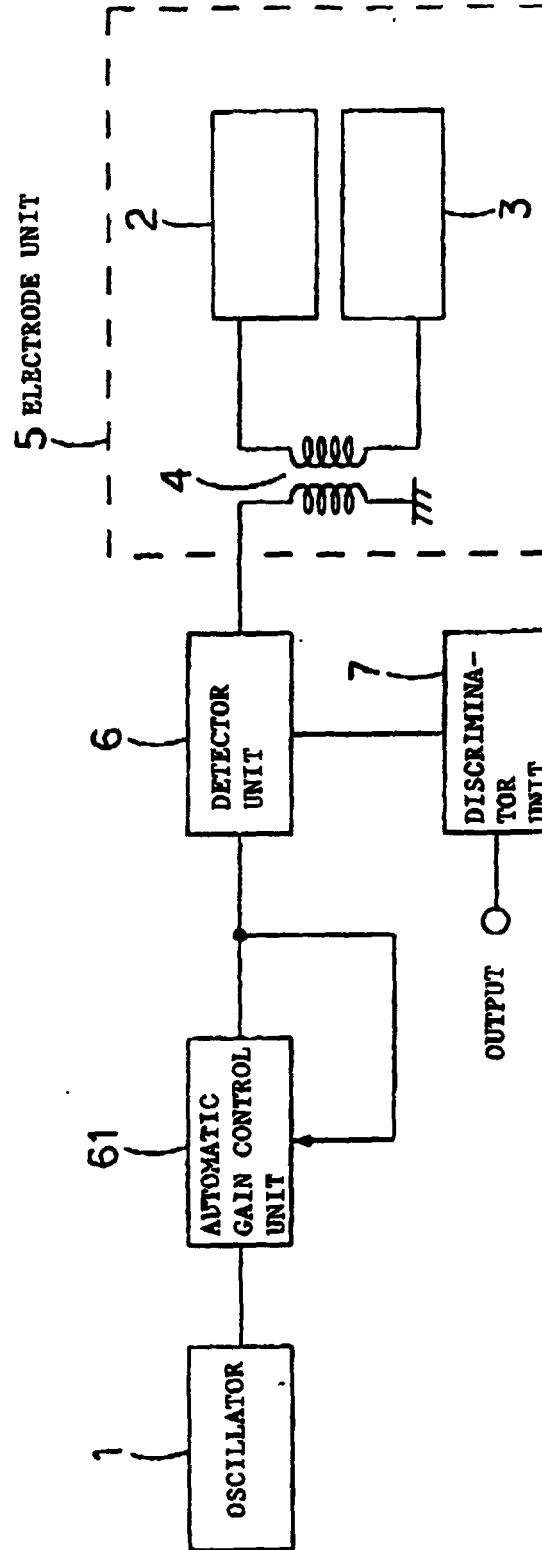 5 ELECTRODE UNIT
1
OSCILLATOR
61
AUTOMATIC
GAIN CONTROL
UNIT
6
DETECTOR
UNIT
4
2
3
7
DISCRIMINA-
TOR
UNIT
OUTPUT